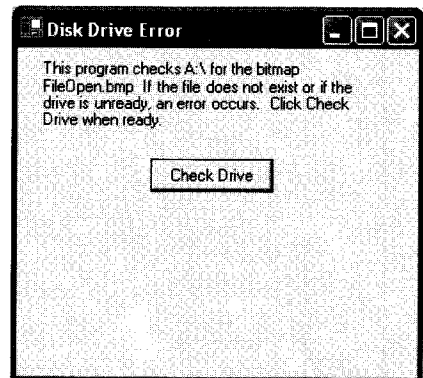 Disk Drive Error
This program checks A:\ for the bitmap
FileOpen.bmp. If the file does not exist or if the
drive is unready, an error occurs. Click Check
Drive when ready.
Check Drive